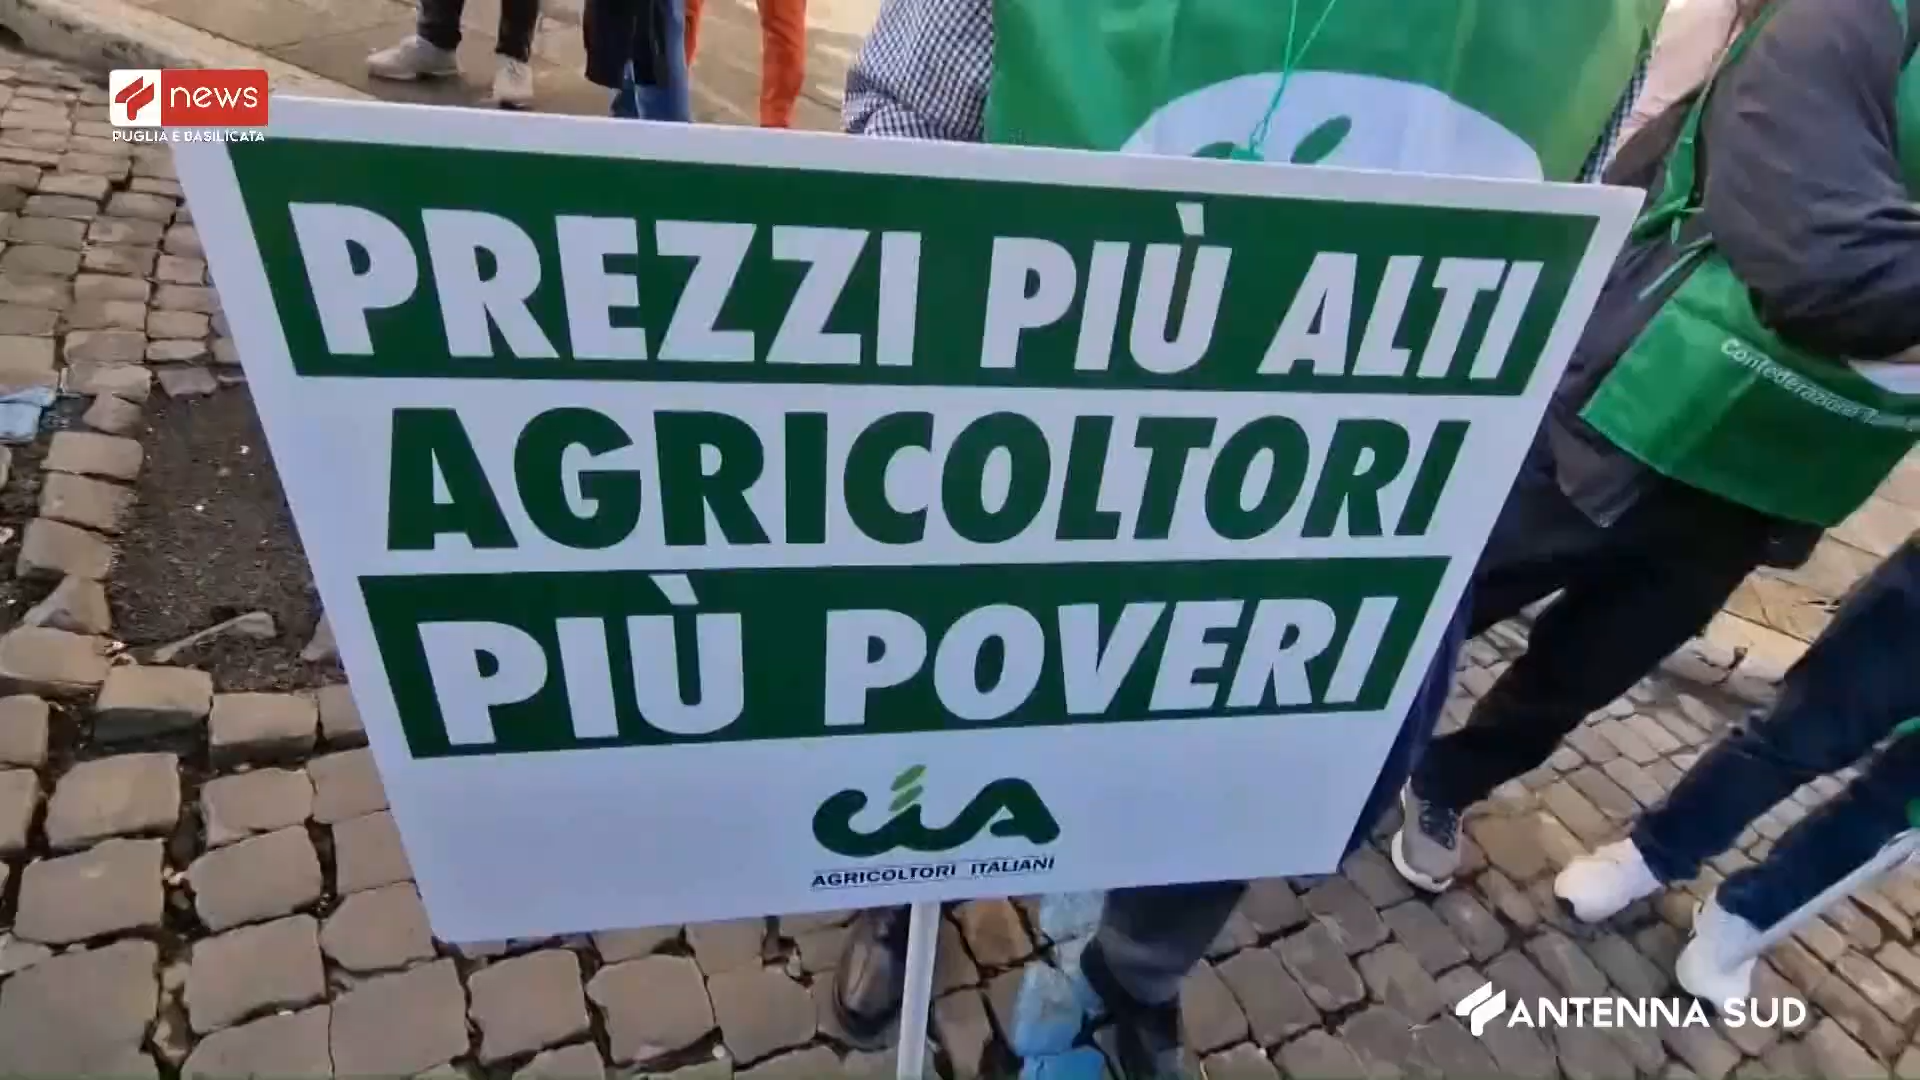 news
PUGLIA E BASILICATA
PREZZI PIÙ ALTI
AGRICOLTORI
PIÙ POVERI
CIA
AGRICOLTORI ITALIANI
Confederazione
ANTENNA SUD